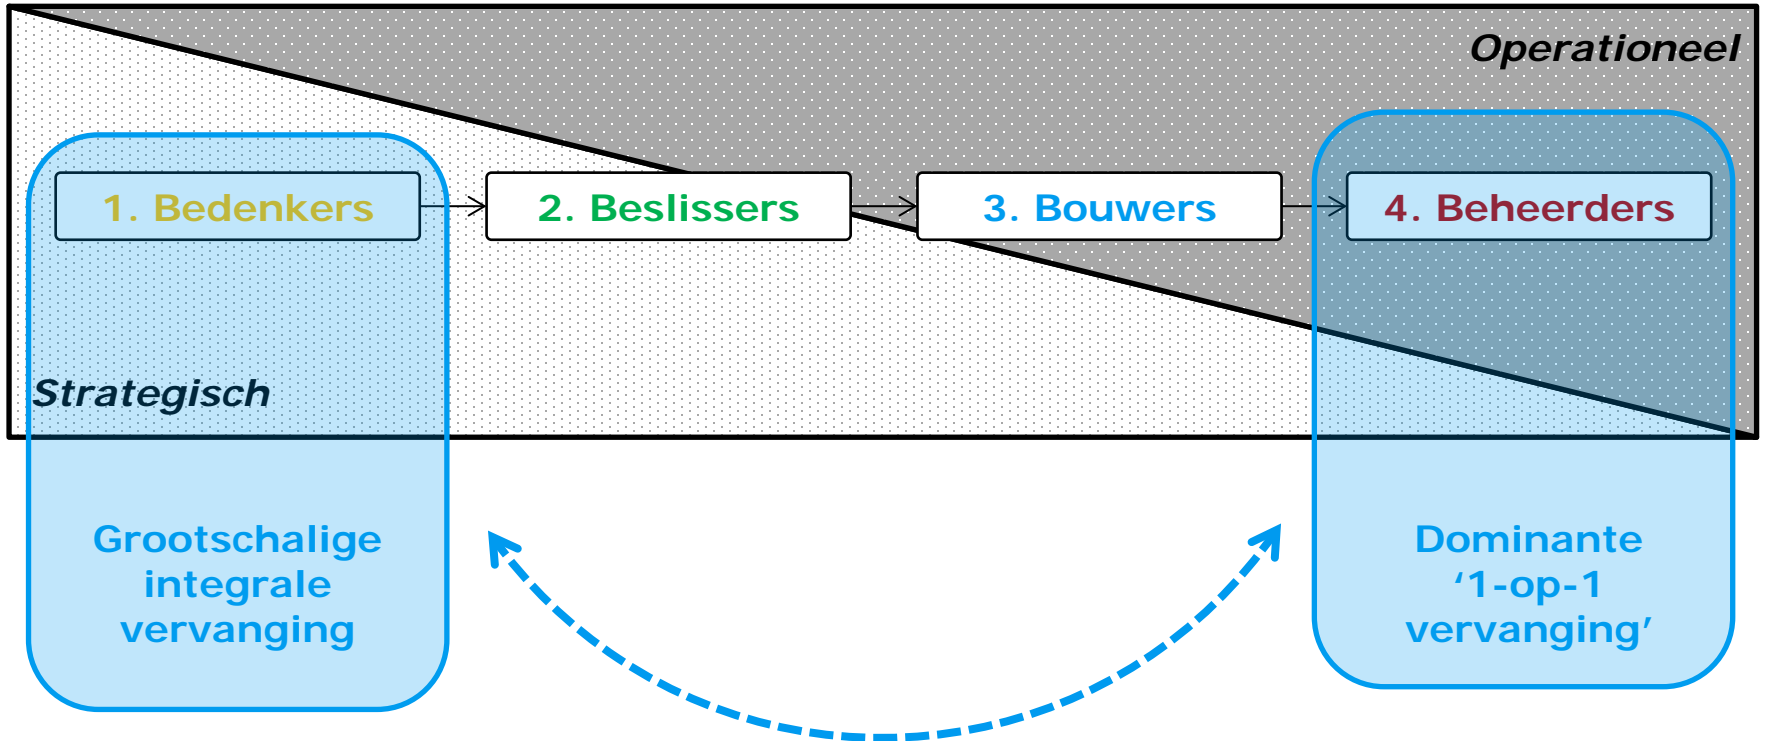 Operationeel
1. Bedenkers
2. Beslissers
3. Bouwers
4. Beheerders
Strategisch
Grootschalige
integrale
vervanging
Dominante
‘1-op-1
vervanging’